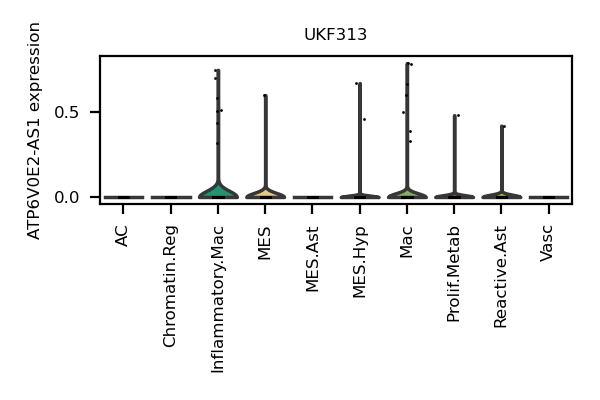 UKF313
ATP6V0E2-AS1 expression
0.5
0.0
AC
Chromatin.Reg
Inflammatory.Mac
MES
MES.Ast
MES.Hyp
Mac
Prolif.Metab
Reactive.Ast
Vasc